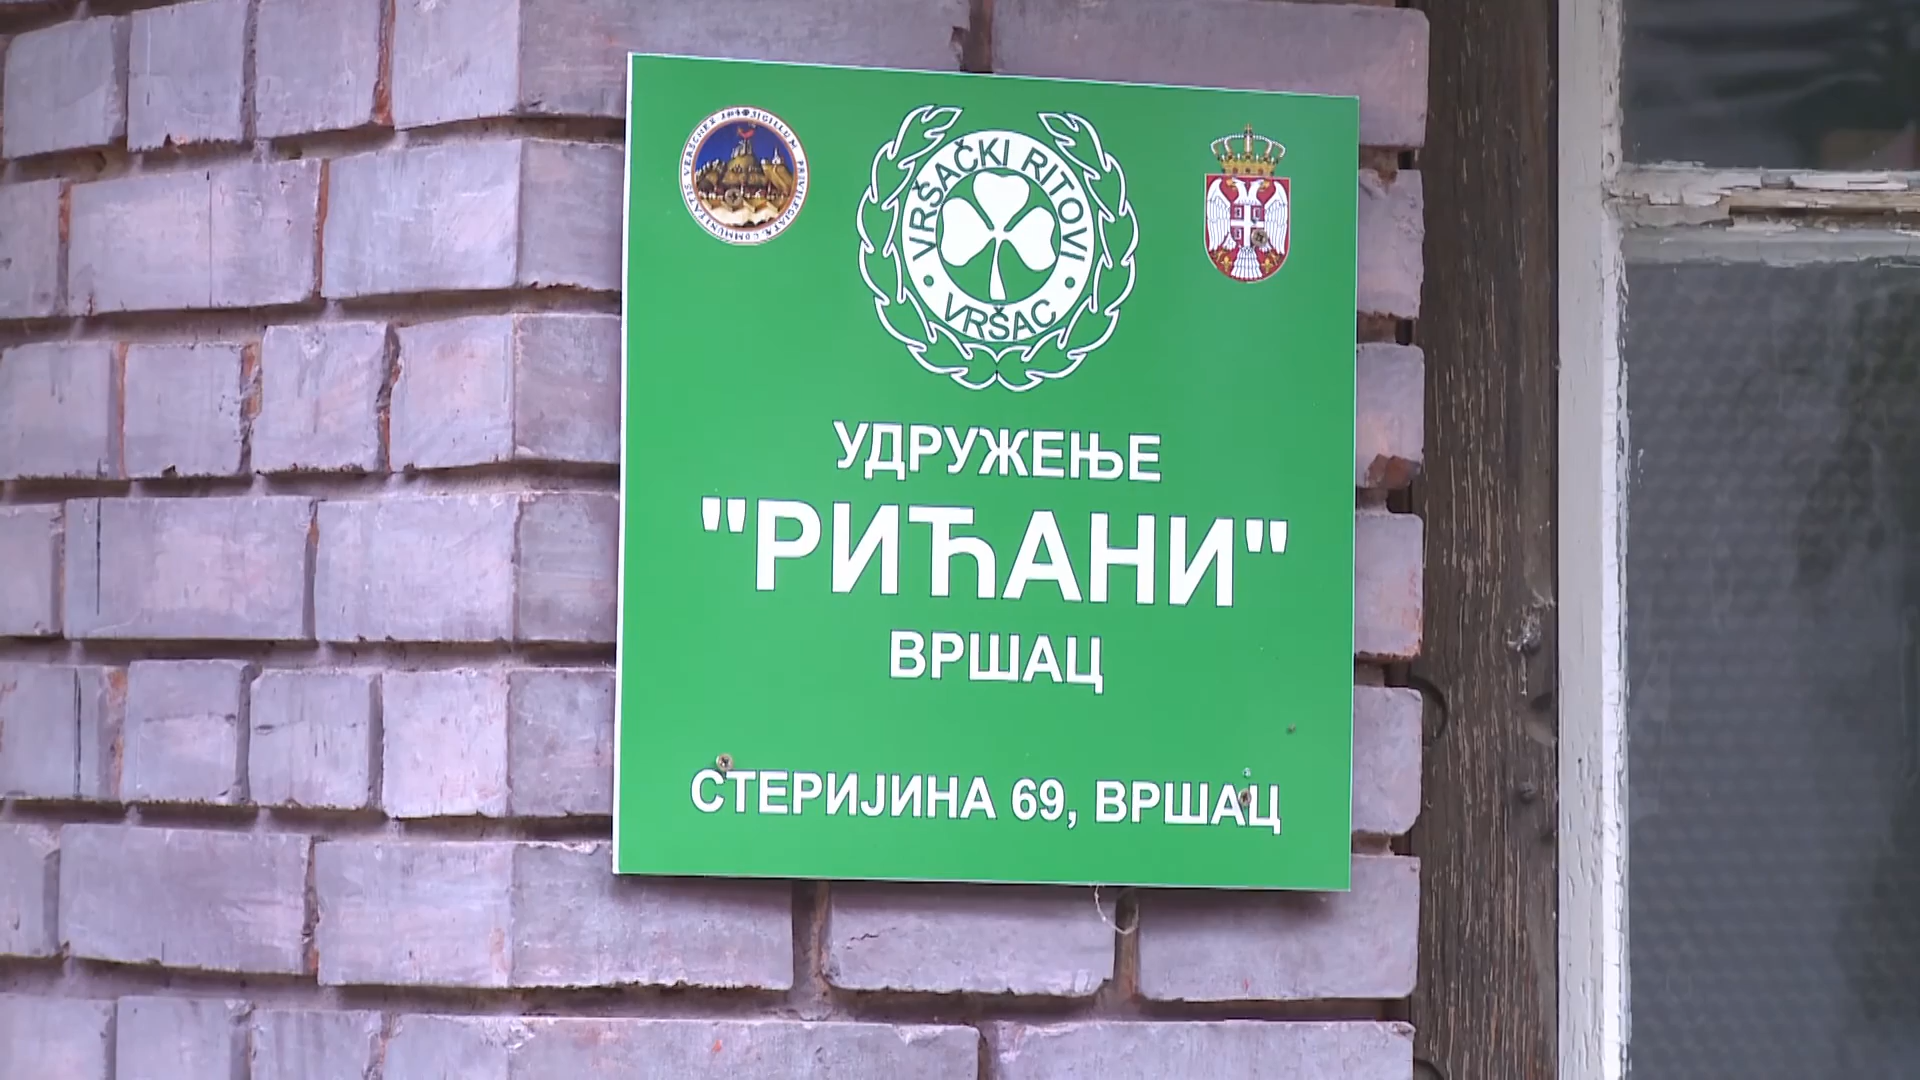 VRŠAČKI RITOVI
VRŠAC
УДРУЖЕЊЕ
"РИЂАНИ"
ВРШАЦ
СТЕРИЈИНА 69, ВРШАЦ